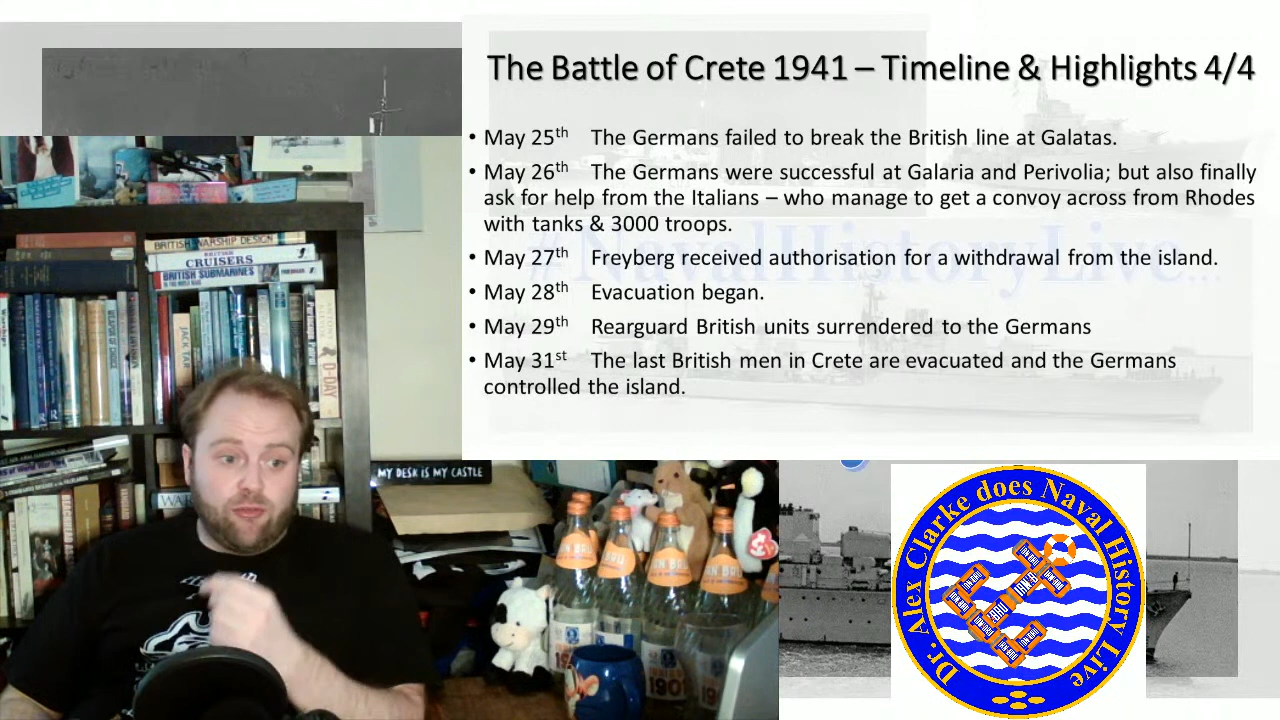 The Battle of Crete 1941 – Timeline & Highlights 4/4
• May 25th The Germans failed to break the British line at Galatas.
• May 26th The Germans were successful at Galaria and Perivolia; but also finally
ask for help from the Italians – who manage to get a convoy across from Rhodes
with tanks & 3000 troops.
• May 27th Freyberg received authorisation for a withdrawal from the island.
• May 28th Evacuation began.
• May 29th Rearguard British units surrendered to the Germans
• May 31st The last British men in Crete are evacuated and the Germans
controlled the island.
#NavalHistoryLive...
BRITISH WARSHIP DESIGN
BRITISH
CRUISERS
BRITISH SUBMARINES
JACK TAR
D-DAY
MY DESK IS MY CASTLE
Dr. Alex Clarke does Naval History Live